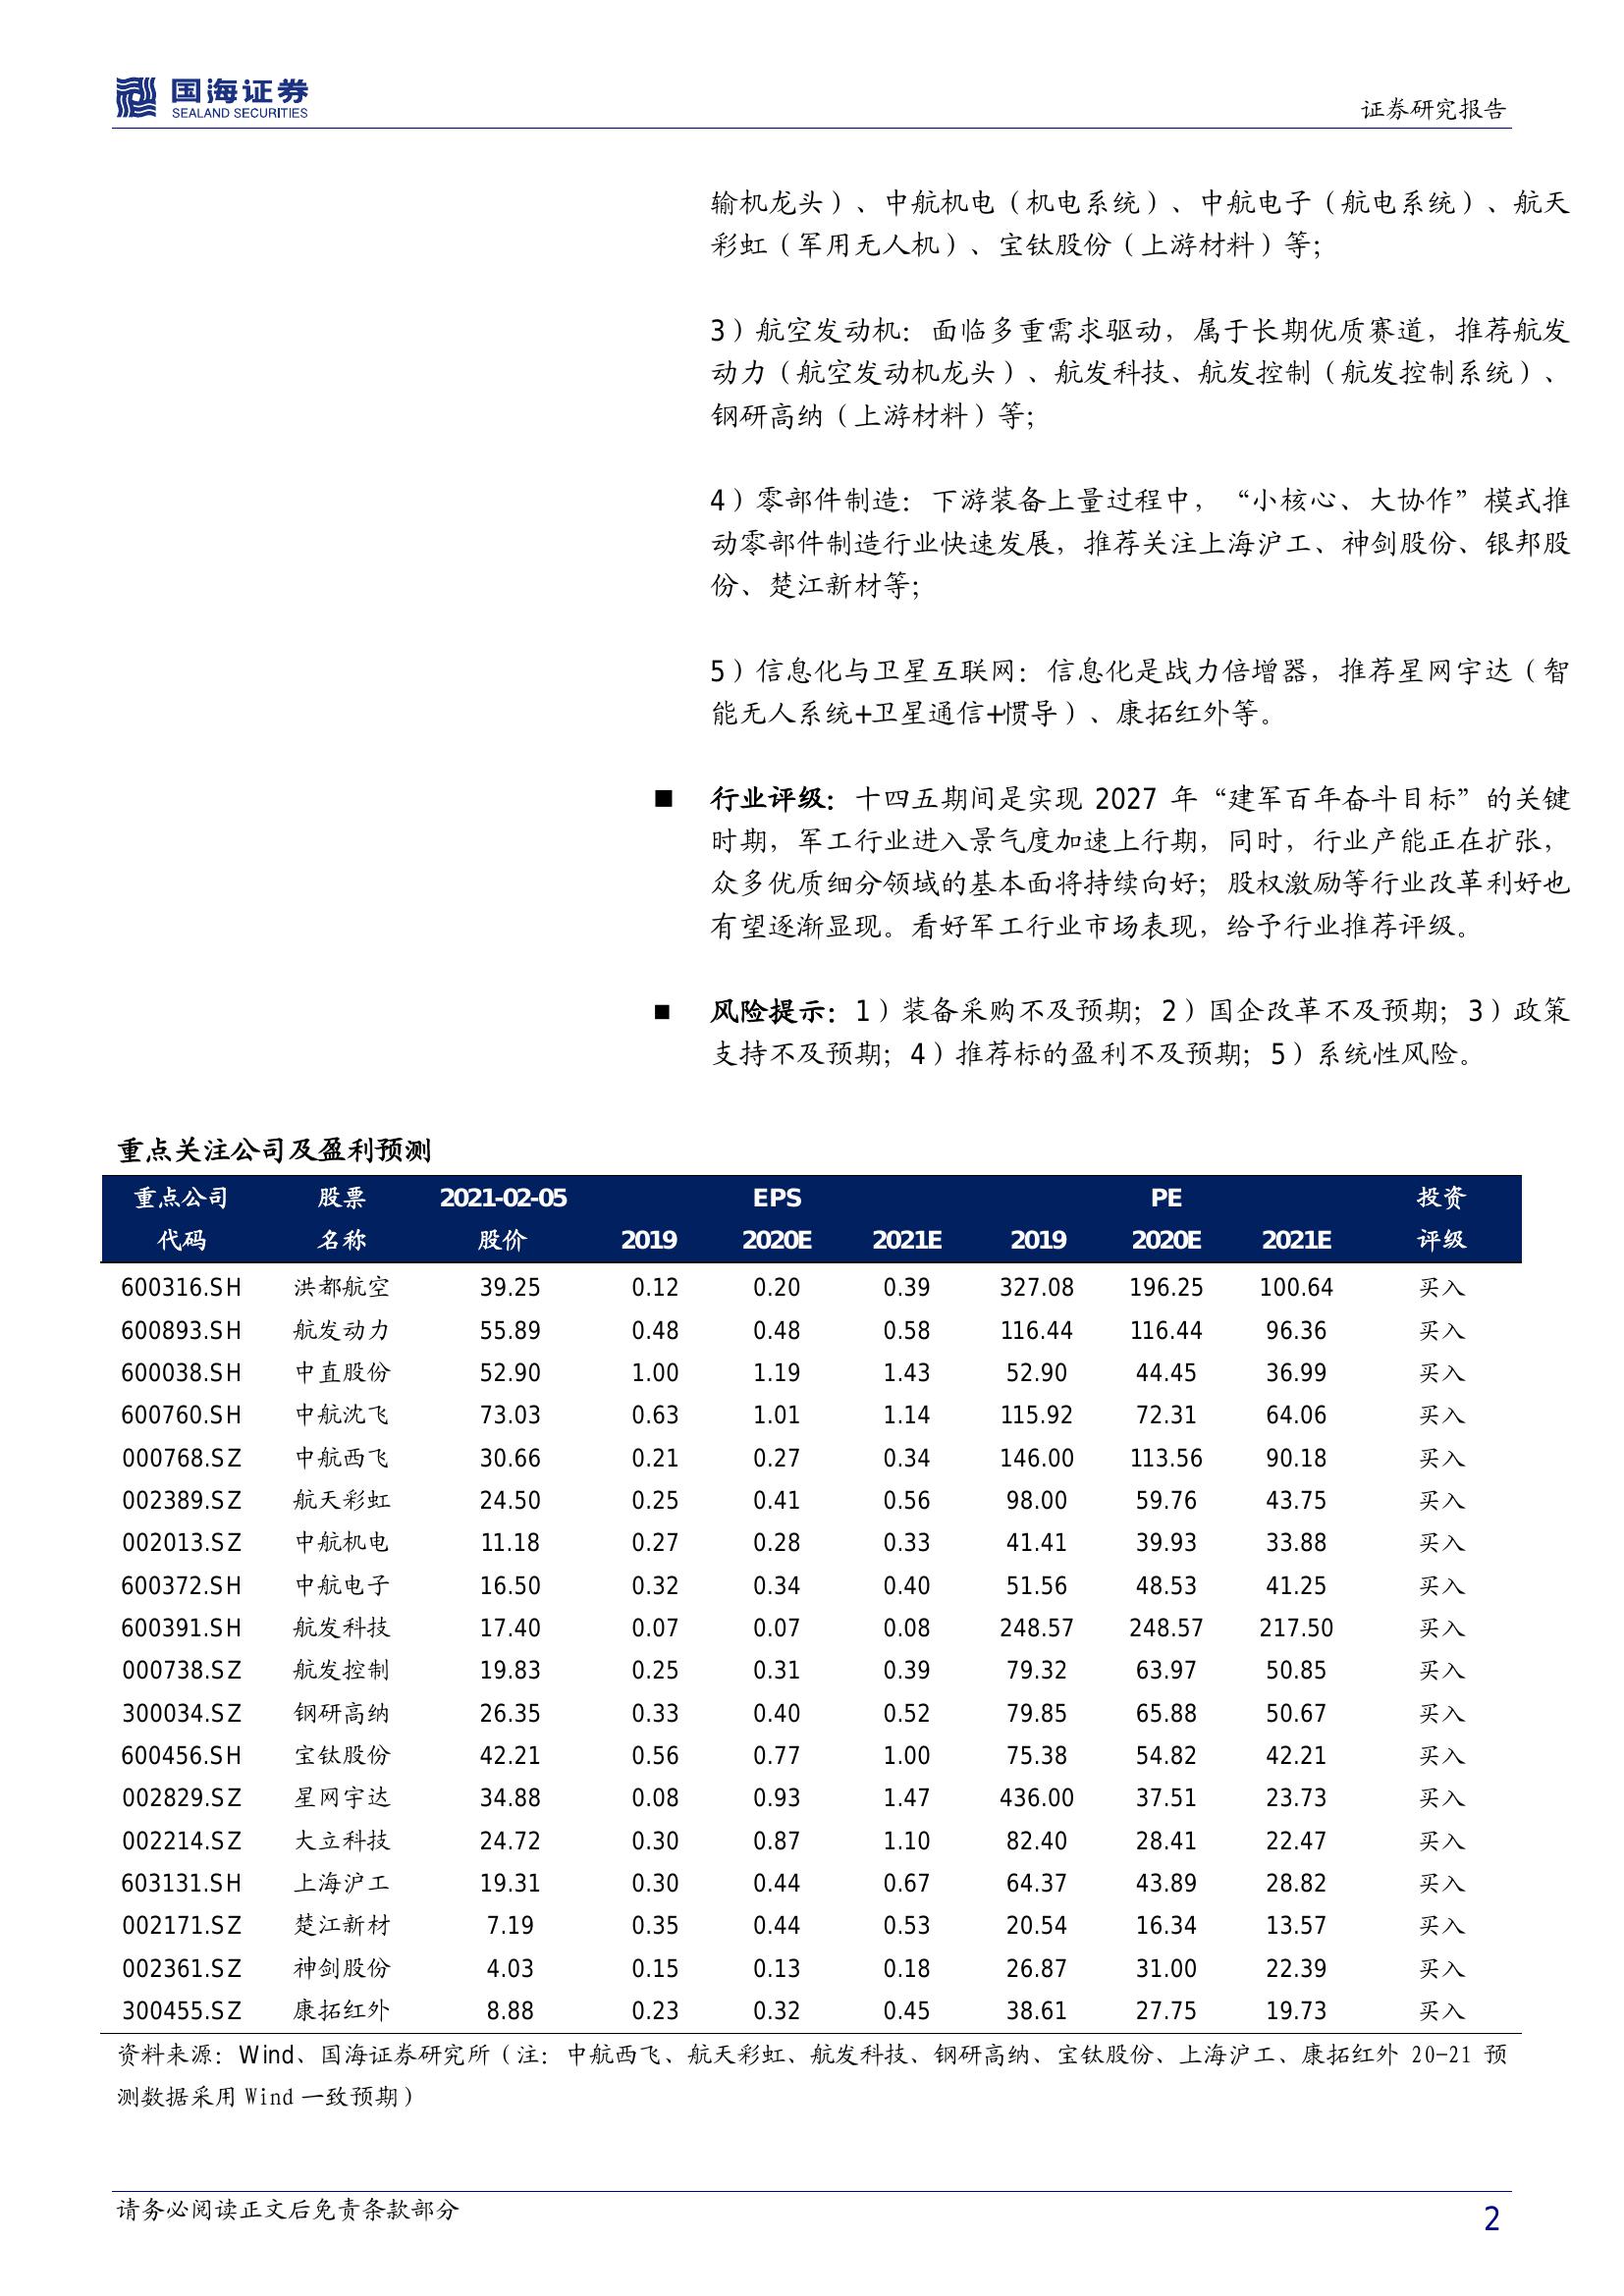 国海证券
SEALAND SECURITIES
证券研究报告
输机龙头）、中航机电（机电系统）、中航电子（航电系统）、航天
彩虹（军用无人机）、宝钛股份（上游材料）等；
3）航空发动机：面临多重需求驱动，属于长期优质赛道，推荐航发
动力（航空发动机龙头）、航发科技、航发控制（航发控制系统）、
钢研高纳（上游材料）等；
4）零部件制造：下游装备上量过程中，“小核心、大协作”模式推
动零部件制造行业快速发展，推荐关注上海沪工、神剑股份、银邦股
份、楚江新材等；
5）信息化与卫星互联网：信息化是战力倍增器，推荐星网宇达（智
能无人系统+卫星通信+惯导）、康拓红外等。
■ 行业评级：十四五期间是实现 2027 年“建军百年奋斗目标”的关键
时期，军工行业进入景气度加速上行期，同时，行业产能正在扩张，
众多优质细分领域的基本面将持续向好；股权激励等行业改革利好也
有望逐渐显现。看好军工行业市场表现，给予行业推荐评级。
■ 风险提示：1）装备采购不及预期；2）国企改革不及预期；3）政策
支持不及预期；4）推荐标的盈利不及预期；5）系统性风险。
重点关注公司及盈利预测
重点公司 股票 2021-02-05 EPS PE 投资
代码 名称 股价 2019 2020E 2021E 2019 2020E 2021E 评级
600316.SH 洪都航空 39.25 0.12 0.20 0.39 327.08 196.25 100.64 买入
600893.SH 航发动力 55.89 0.48 0.48 0.58 116.44 116.44 96.36 买入
600038.SH 中直股份 52.90 1.00 1.19 1.43 52.90 44.45 36.99 买入
600760.SH 中航沈飞 73.03 0.63 1.01 1.14 115.92 72.31 64.06 买入
000768.SZ 中航西飞 30.66 0.21 0.27 0.34 146.00 113.56 90.18 买入
002389.SZ 航天彩虹 24.50 0.25 0.41 0.56 98.00 59.76 43.75 买入
002013.SZ 中航机电 11.18 0.27 0.28 0.33 41.41 39.93 33.88 买入
600372.SH 中航电子 16.50 0.32 0.34 0.40 51.56 48.53 41.25 买入
600391.SH 航发科技 17.40 0.07 0.07 0.08 248.57 248.57 217.50 买入
000738.SZ 航发控制 19.83 0.25 0.31 0.39 79.32 63.97 50.85 买入
300034.SZ 钢研高纳 26.35 0.33 0.40 0.52 79.85 65.88 50.67 买入
600456.SH 宝钛股份 42.21 0.56 0.77 1.00 75.38 54.82 42.21 买入
002829.SZ 星网宇达 34.88 0.08 0.93 1.47 436.00 37.51 23.73 买入
002214.SZ 大立科技 24.72 0.30 0.87 1.10 82.40 28.41 22.47 买入
603131.SH 上海沪工 19.31 0.30 0.44 0.67 64.37 43.89 28.82 买入
002171.SZ 楚江新材 7.19 0.35 0.44 0.53 20.54 16.34 13.57 买入
002361.SZ 神剑股份 4.03 0.15 0.13 0.18 26.87 31.00 22.39 买入
300455.SZ 康拓红外 8.88 0.23 0.32 0.45 38.61 27.75 19.73 买入
资料来源：Wind、国海证券研究所（注：中航西飞、航天彩虹、航发科技、钢研高纳、宝钛股份、上海沪工、康拓红外 20-21 预
测数据采用 Wind 一致预期）
请务必阅读正文后免责条款部分
2